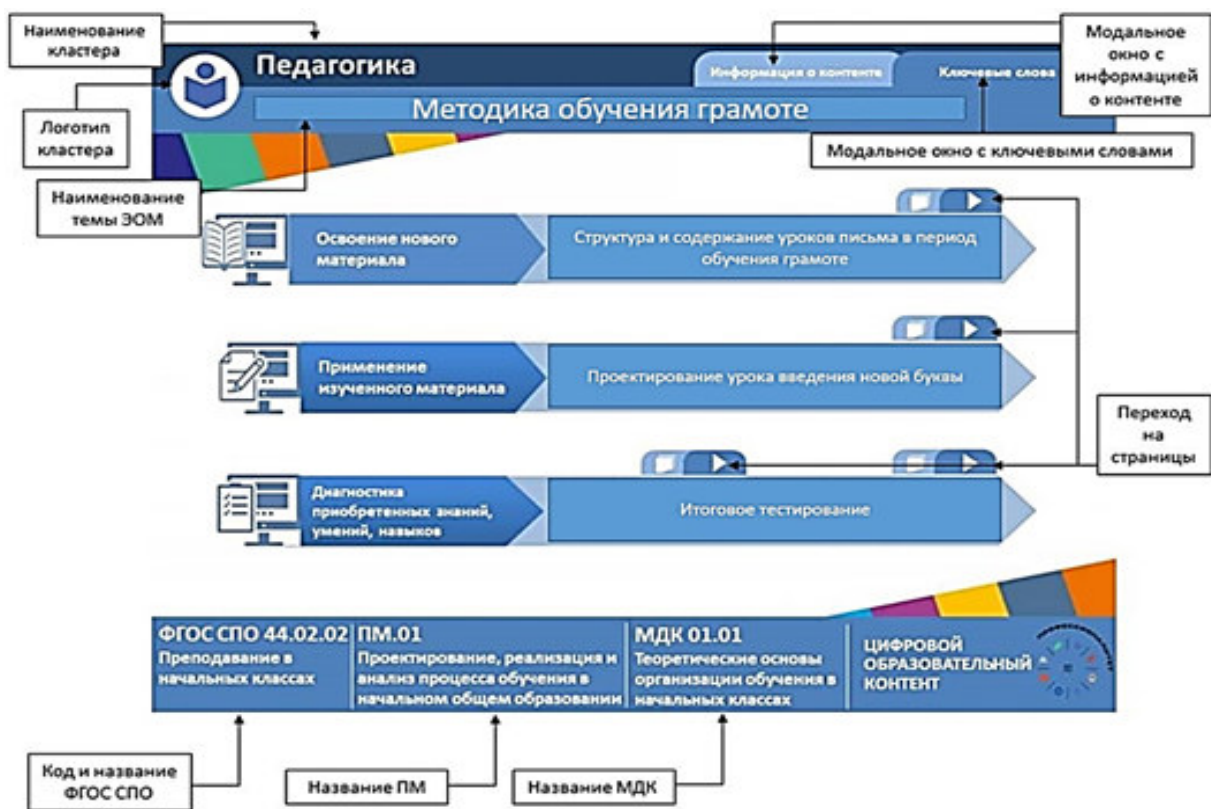 Наименование
кластера
Педагогика
Информация о контенте
Ключевые слова
Модальное
окно с
информацией
о контенте
Методика обучения грамоте
Логотип
кластера
Модальное окно с ключевыми словами
Наименование
темы ЭОМ
Освоение нового
материала
Структура и содержание уроков письма в период
обучения грамоте
Применение
изученного материала
Проектирование урока введения новой буквы
Переход
на
страницы
Диагностика
приобретенных знаний,
умений, навыков
Итоговое тестирование
ФГОС СПО 44.02.02
Преподавание в
начальных классах
ПМ.01
Проектирование, реализация и
анализ процесса обучения в
начальном общем образовании
МДК 01.01
Теоретические основы
организации обучения в
начальных классах
ЦИФРОВОЙ
ОБРАЗОВАТЕЛЬНЫЙ
КОНТЕНТ
Код и название
ФГОС СПО
Название ПМ
Название МДК